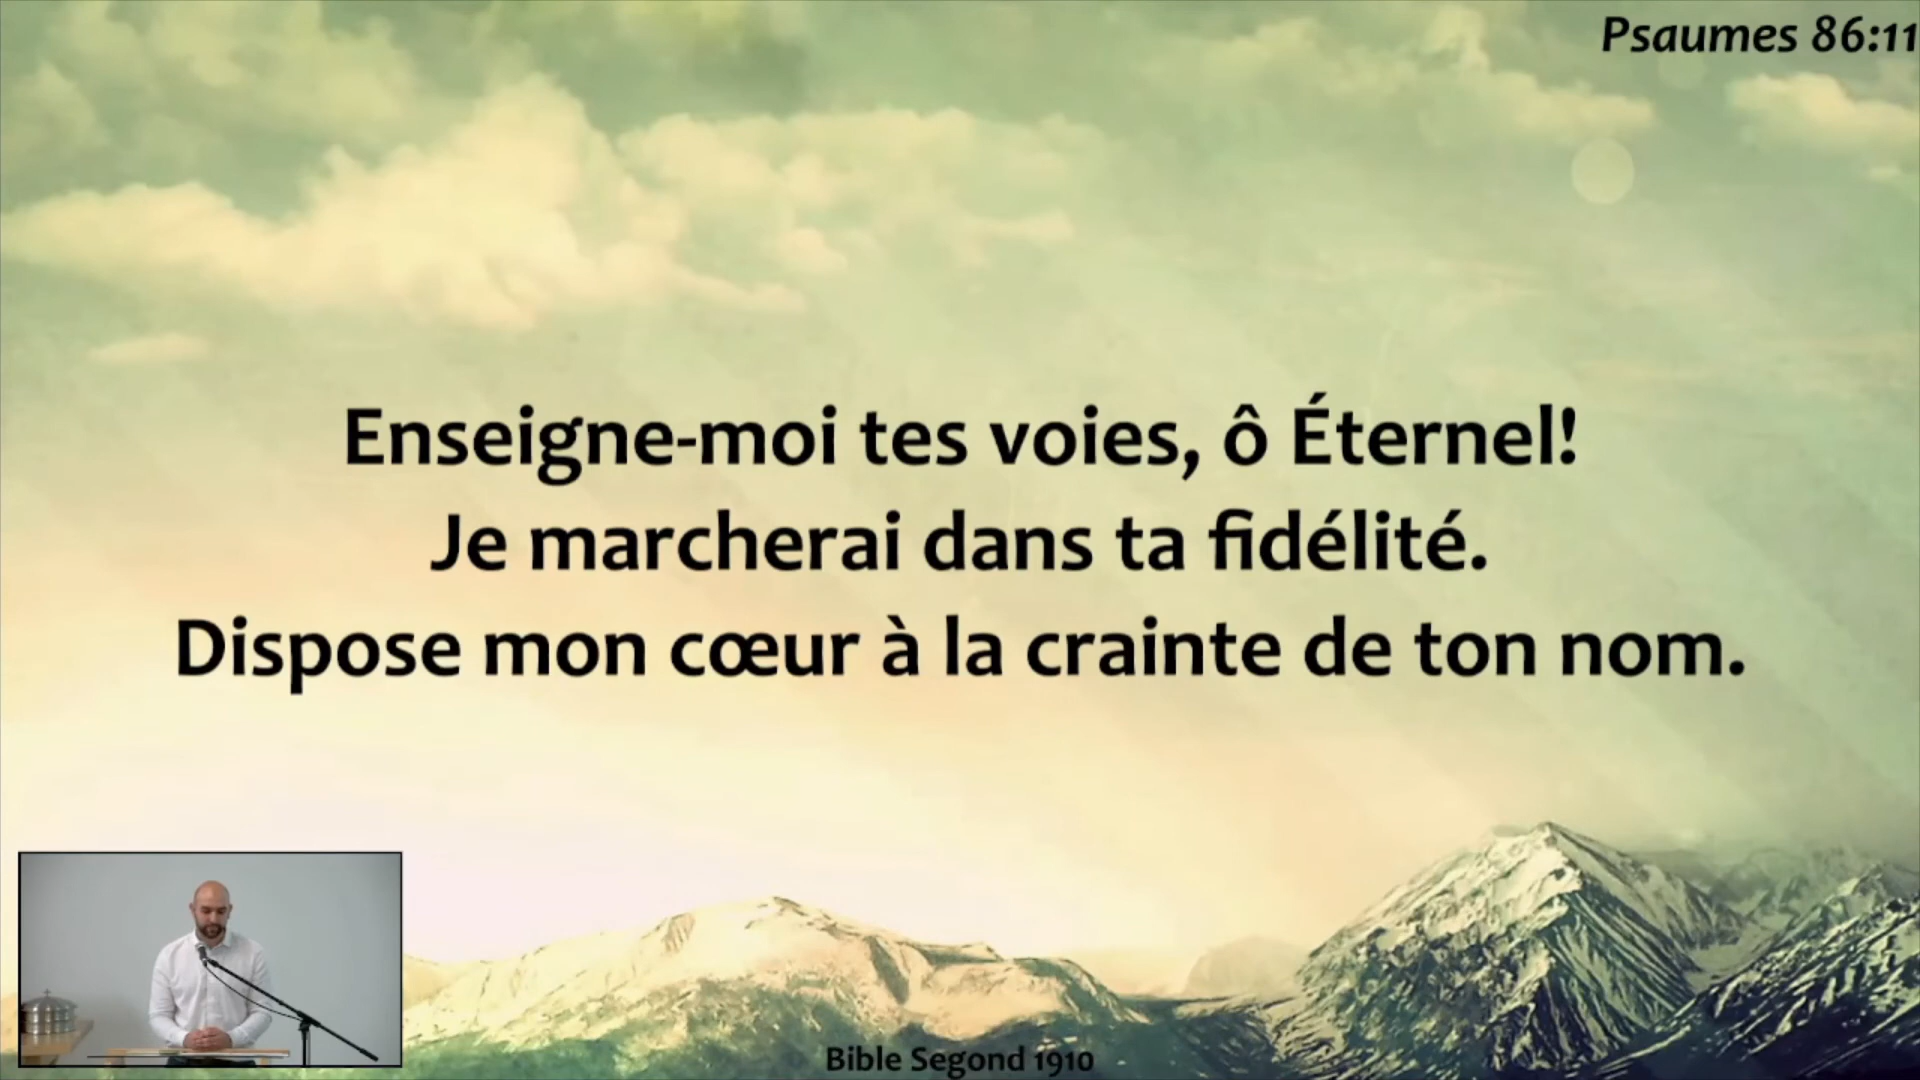 Psaumes 86:11
Enseigne-moi tes voies, ô Éternel!
Je marcherai dans ta fidélité.
Dispose mon cœur à la crainte de ton nom.
Bible Segond 1910